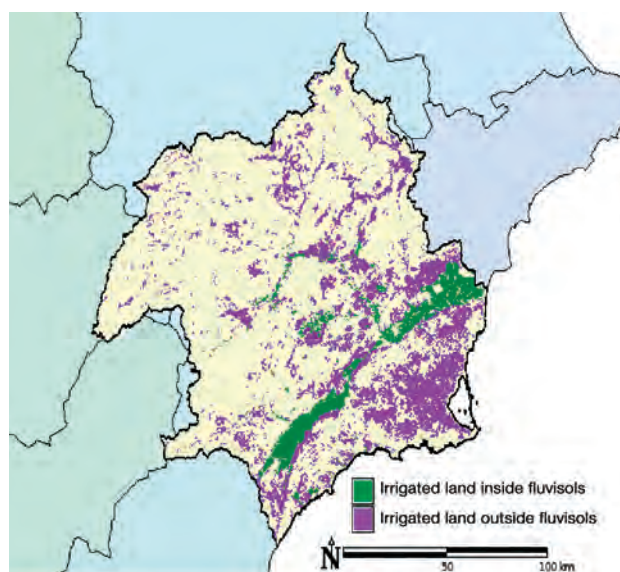 Irrigated land inside fluvisols
Irrigated land outside fluvisols
N
50
100 km